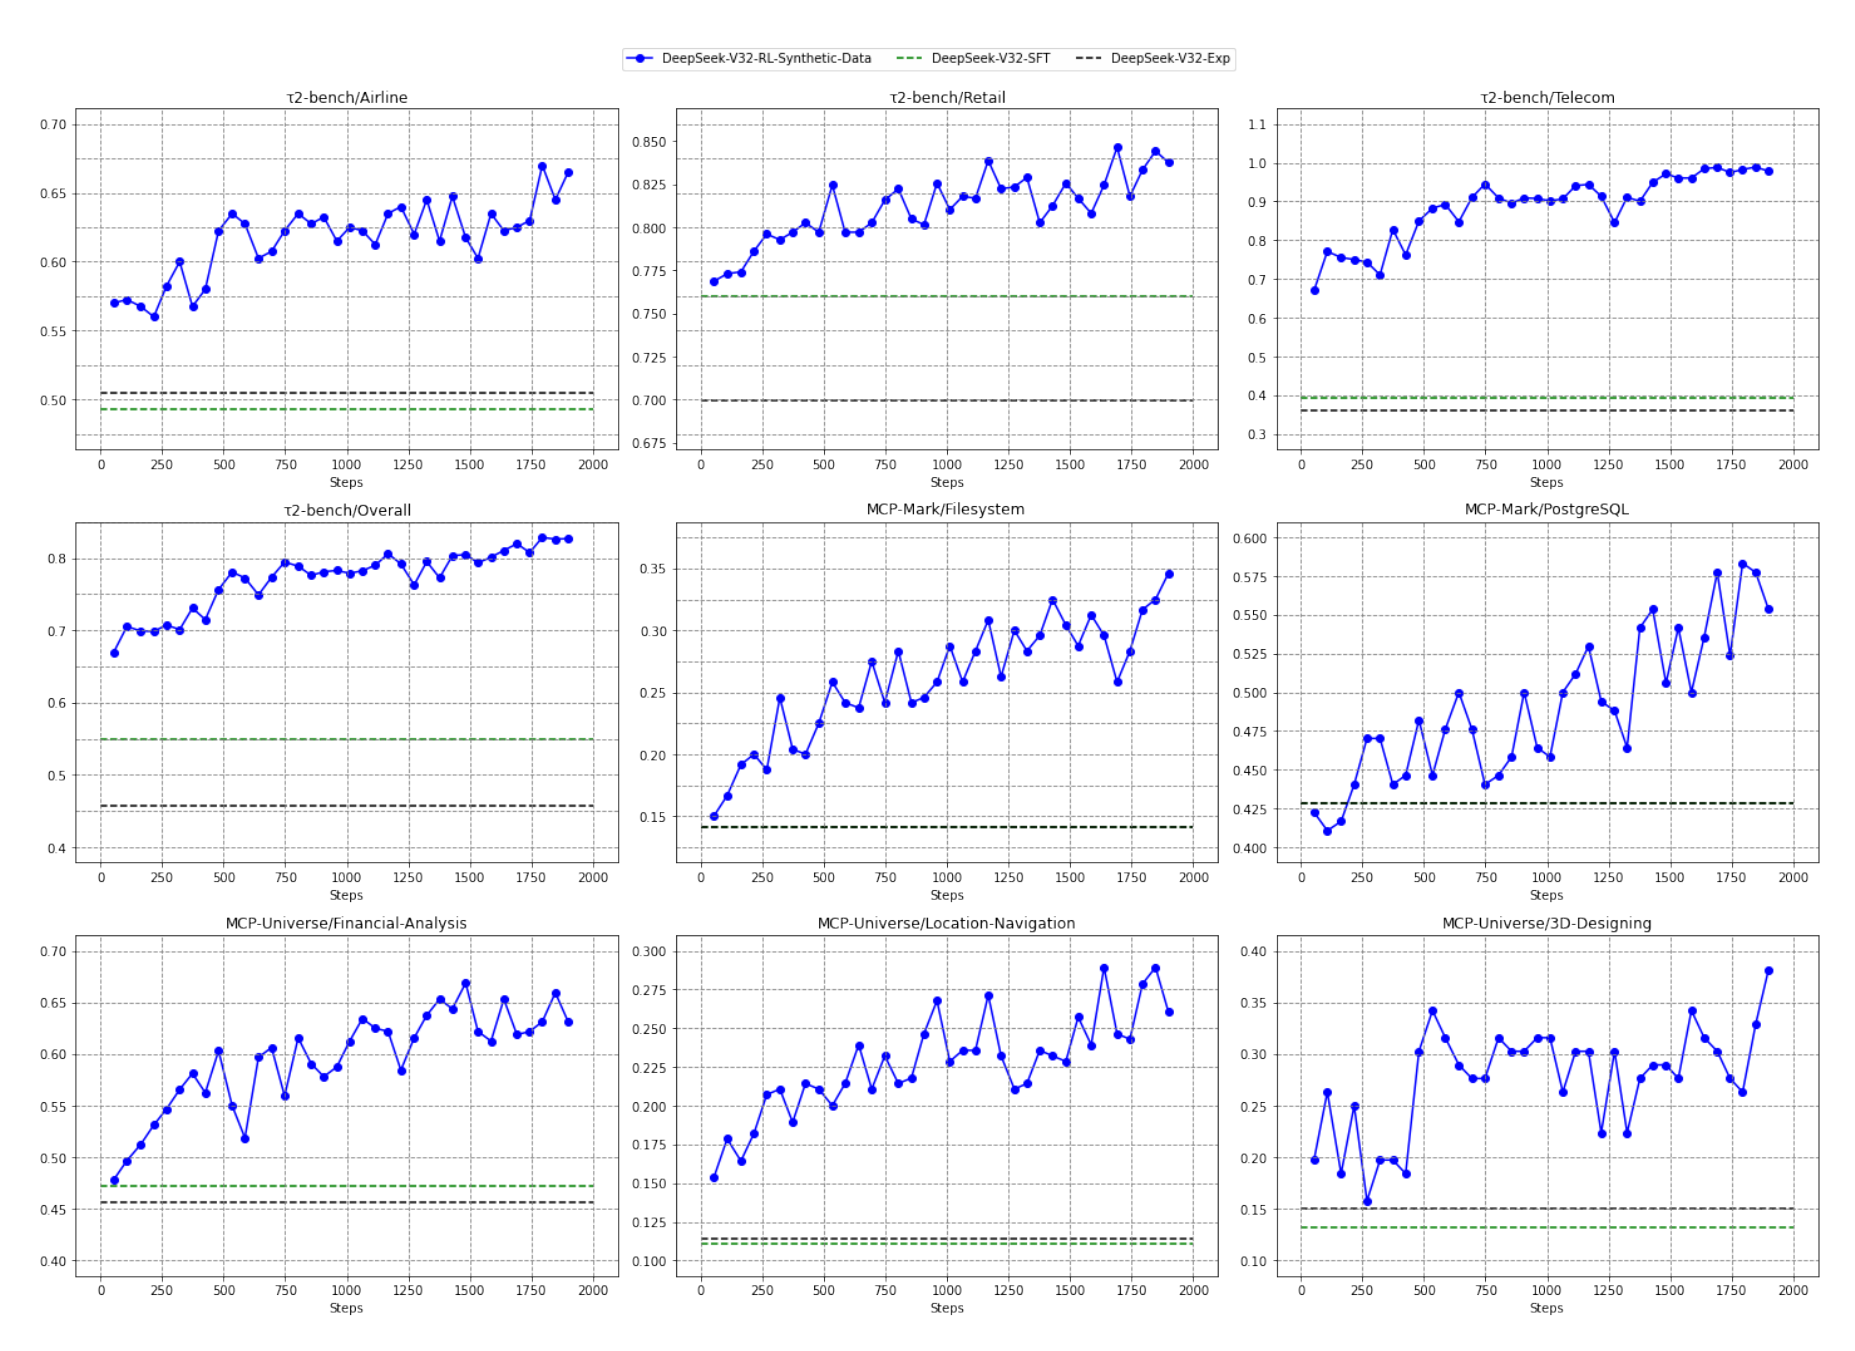 DeepSeek-V32-RL-Synthetic-Data DeepSeek-V32-SFT DeepSeek-V32-Exp
τ2-bench/Airline
0.70
0.65
0.60
0.55
0.50
0 250 500 750 1000 1250 1500 1750 2000
Steps
τ2-bench/Retail
0.850
0.825
0.800
0.775
0.750
0.725
0.700
0.675
0 250 500 750 1000 1250 1500 1750 2000
Steps
τ2-bench/Telecom
1.1
1.0
0.9
0.8
0.7
0.6
0.5
0.4
0.3
0 250 500 750 1000 1250 1500 1750 2000
Steps
τ2-bench/Overall
0.8
0.7
0.6
0.5
0.4
0 250 500 750 1000 1250 1500 1750 2000
Steps
MCP-Mark/Filesystem
0.35
0.30
0.25
0.20
0.15
0 250 500 750 1000 1250 1500 1750 2000
Steps
MCP-Mark/PostgreSQL
0.600
0.575
0.550
0.525
0.500
0.475
0.450
0.425
0.400
0 250 500 750 1000 1250 1500 1750 2000
Steps
MCP-Universe/Financial-Analysis
0.70
0.65
0.60
0.55
0.50
0.45
0.40
0 250 500 750 1000 1250 1500 1750 2000
Steps
MCP-Universe/Location-Navigation
0.300
0.275
0.250
0.225
0.200
0.175
0.150
0.125
0.100
0 250 500 750 1000 1250 1500 1750 2000
Steps
MCP-Universe/3D-Designing
0.40
0.35
0.30
0.25
0.20
0.15
0.10
0 250 500 750 1000 1250 1500 1750 2000
Steps